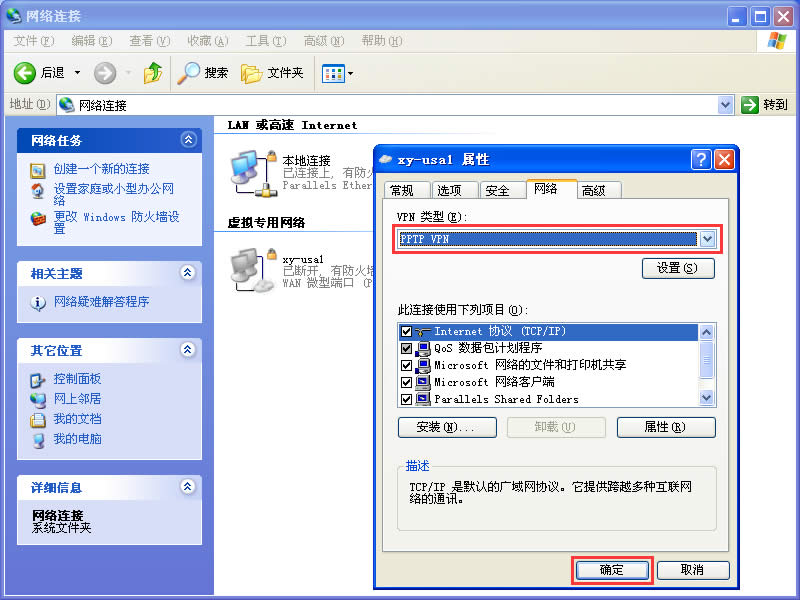 网络连接
文件(F) 编辑(E) 查看(V) 收藏(A) 工具(T) 高级(N) 帮助(H)
后退 搜索 文件夹
地址(D) 网络连接 转到
网络任务
创建一个新的连接
设置家庭或小型办公网
络
更改 Windows 防火墙设
置
相关主题
网络疑难解答程序
其它位置
控制面板
网上邻居
我的文档
我的电脑
详细信息
网络连接
系统文件夹
LAN 或高速 Internet
本地连接
已连接上, 有防火
Parallels Ether
虚拟专用网络
xy-usa1
已断开, 有防火墙
WAN 微型端口 (P
xy-usa1 属性
常规 选项 安全 网络 高级
VPN 类型(E):
PPTP VPN
设置(S)
此连接使用下列项目(O):
Internet 协议 (TCP/IP)
QoS 数据包计划程序
Microsoft 网络的文件和打印机共享
Microsoft 网络客户端
Parallels Shared Folders
安装(N)... 卸载(U) 属性(R)
描述
TCP/IP 是默认的广域网协议。它提供跨越多种互联网
络的通讯。
确定 取消